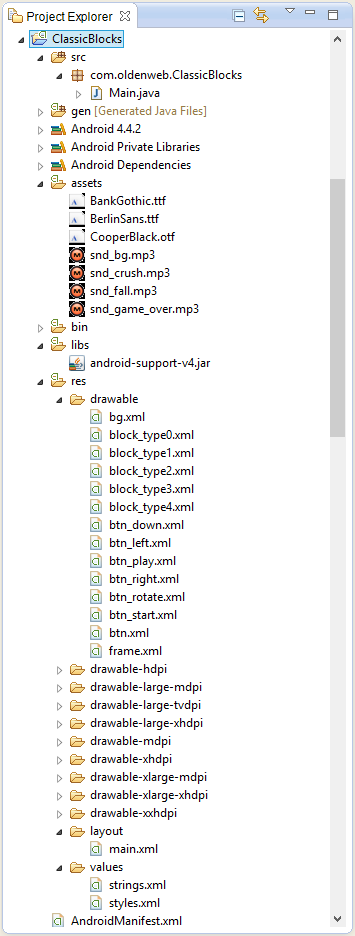 Project Explorer
ClassicBlocks
src
com.oldenweb.ClassicBlocks
Main.java
gen [Generated Java Files]
Android 4.4.2
Android Private Libraries
Android Dependencies
assets
BankGothic.ttf
BerlinSans.ttf
CooperBlack.otf
snd_bg.mp3
snd_crush.mp3
snd_fall.mp3
snd_game_over.mp3
bin
libs
android-support-v4.jar
res
drawable
bg.xml
block_type0.xml
block_type1.xml
block_type2.xml
block_type3.xml
block_type4.xml
btn_down.xml
btn_left.xml
btn_play.xml
btn_right.xml
btn_rotate.xml
btn_start.xml
btn.xml
frame.xml
drawable-hdpi
drawable-large-mdpi
drawable-large-tvdpi
drawable-large-xhdpi
drawable-mdpi
drawable-xhdpi
drawable-xlarge-mdpi
drawable-xlarge-xhdpi
drawable-xxhdpi
layout
main.xml
values
strings.xml
styles.xml
AndroidManifest.xml